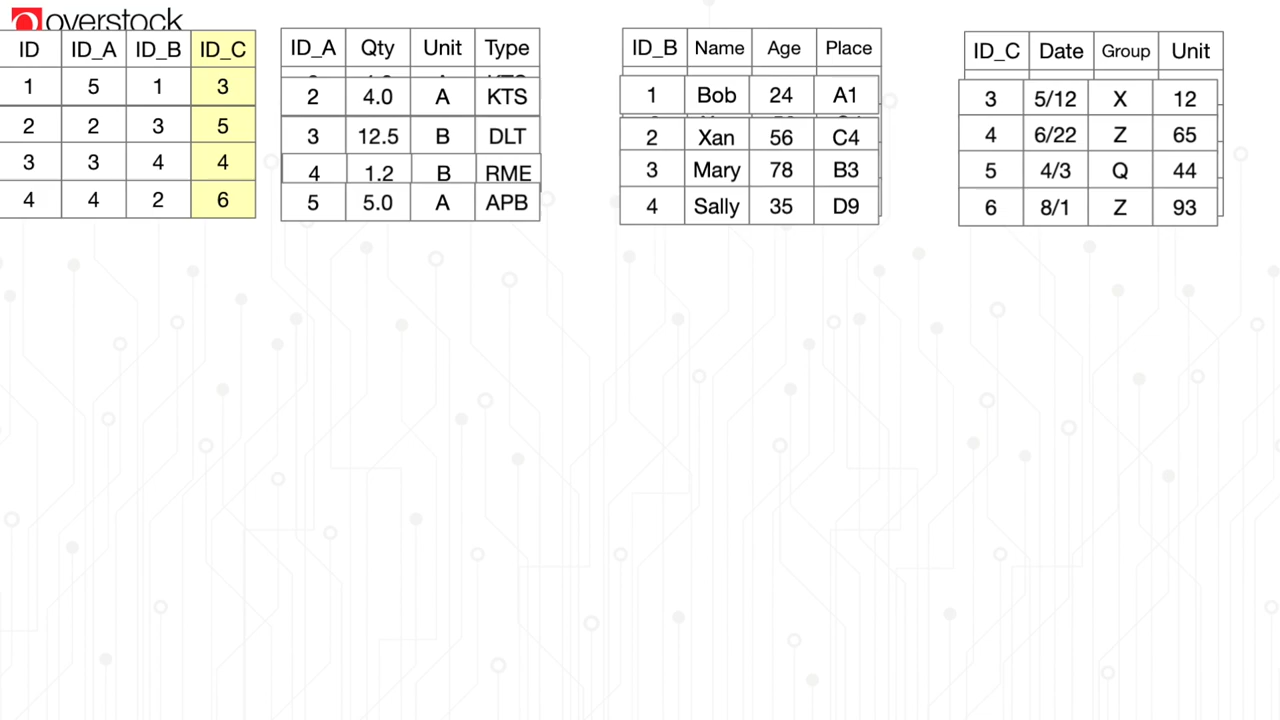 overstock
ID ID_A ID_B ID_C
1 5 1 3
2 2 3 5
3 3 4 4
4 4 2 6
ID_A Qty Unit Type
2 4.0 A KTS
3 12.5 B DLT
4 1.2 B RME
5 5.0 A APB
ID_B Name Age Place
1 Bob 24 A1
2 Xan 56 C4
3 Mary 78 B3
4 Sally 35 D9
ID_C Date Group Unit
3 5/12 X 12
4 6/22 Z 65
5 4/3 Q 44
6 8/1 Z 93